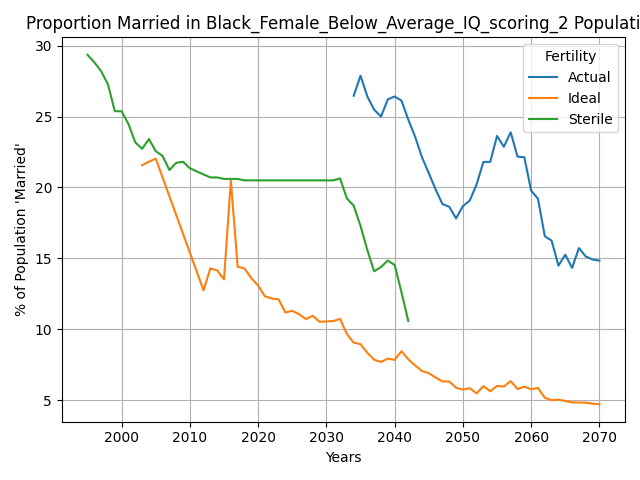 Proportion Married in Black_Female_Below_Average_IQ_scoring_2 Populati
30
25
20
15
10
5
% of Population 'Married'
Fertility
Actual
Ideal
Sterile
2000 2010 2020 2030 2040 2050 2060 2070
Years